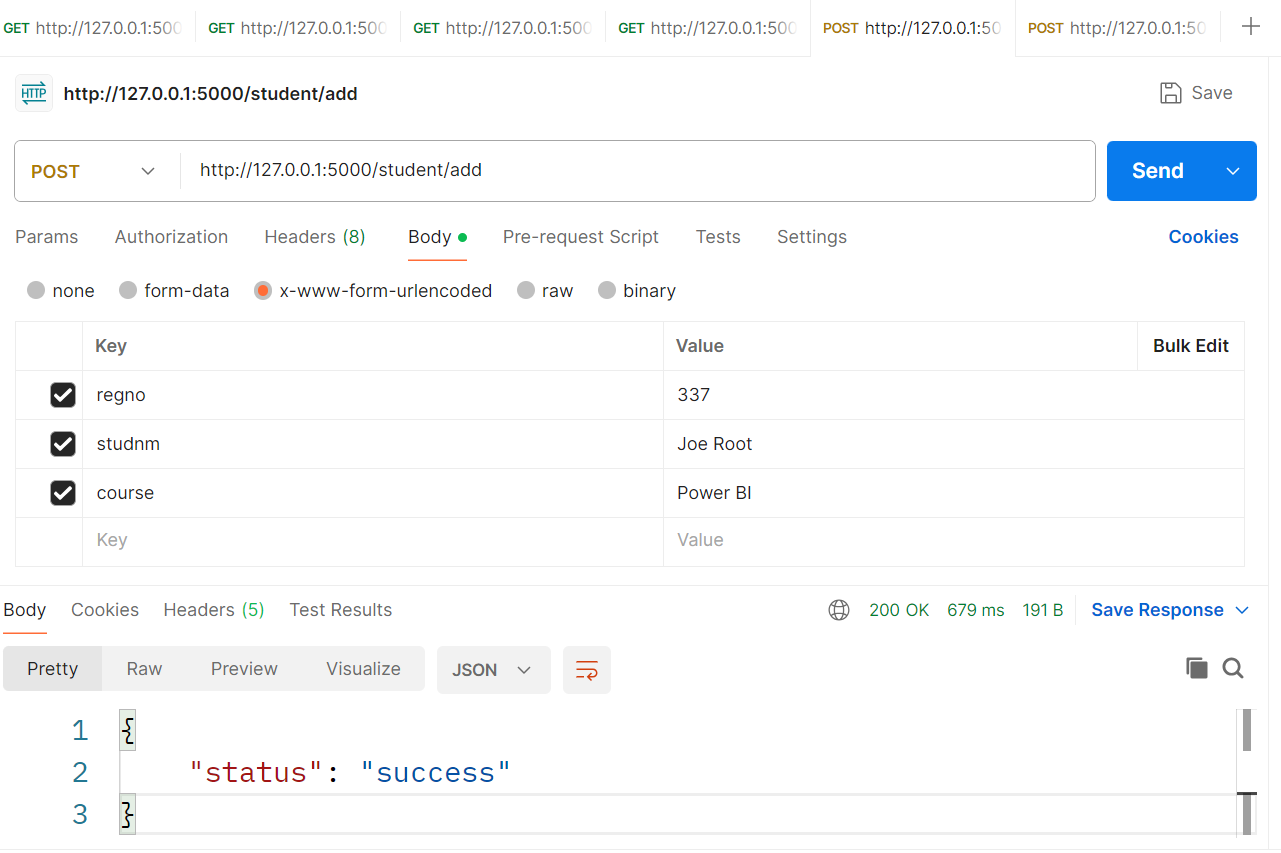 GET http://127.0.0.1:500 GET http://127.0.0.1:500 GET http://127.0.0.1:500 GET http://127.0.0.1:500 POST http://127.0.0.1:50 POST http://127.0.0.1:50
HTTP http://127.0.0.1:5000/student/add Save
POST http://127.0.0.1:5000/student/add Send
Params Authorization Headers (8) Body Pre-request Script Tests Settings Cookies
none form-data x-www-form-urlencoded raw binary
Key Value Bulk Edit
regno 337
studnm Joe Root
course Power BI
Key Value
Body Cookies Headers (5) Test Results 200 OK 679 ms 191 B Save Response
Pretty Raw Preview Visualize JSON
1 {
2 "status": "success"
3 }